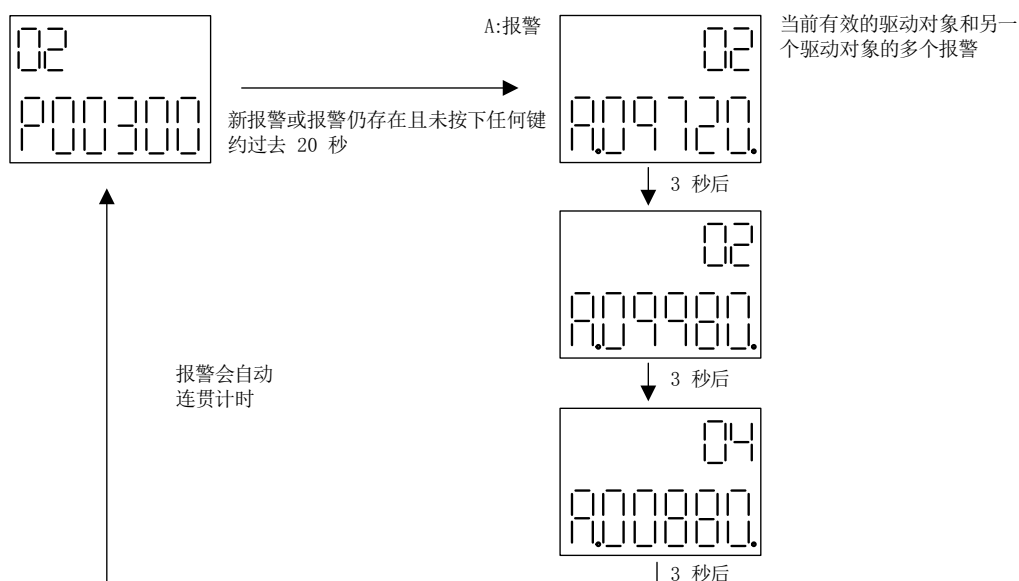 02
P00300
A:报警
新报警或报警仍存在且未按下任何键
约过去 20 秒
02
A.09720.
当前有效的驱动对象和另一
个驱动对象的多个报警
3 秒后
02
A.09980.
3 秒后
报警会自动
连贯计时
04
A.00880.
3 秒后